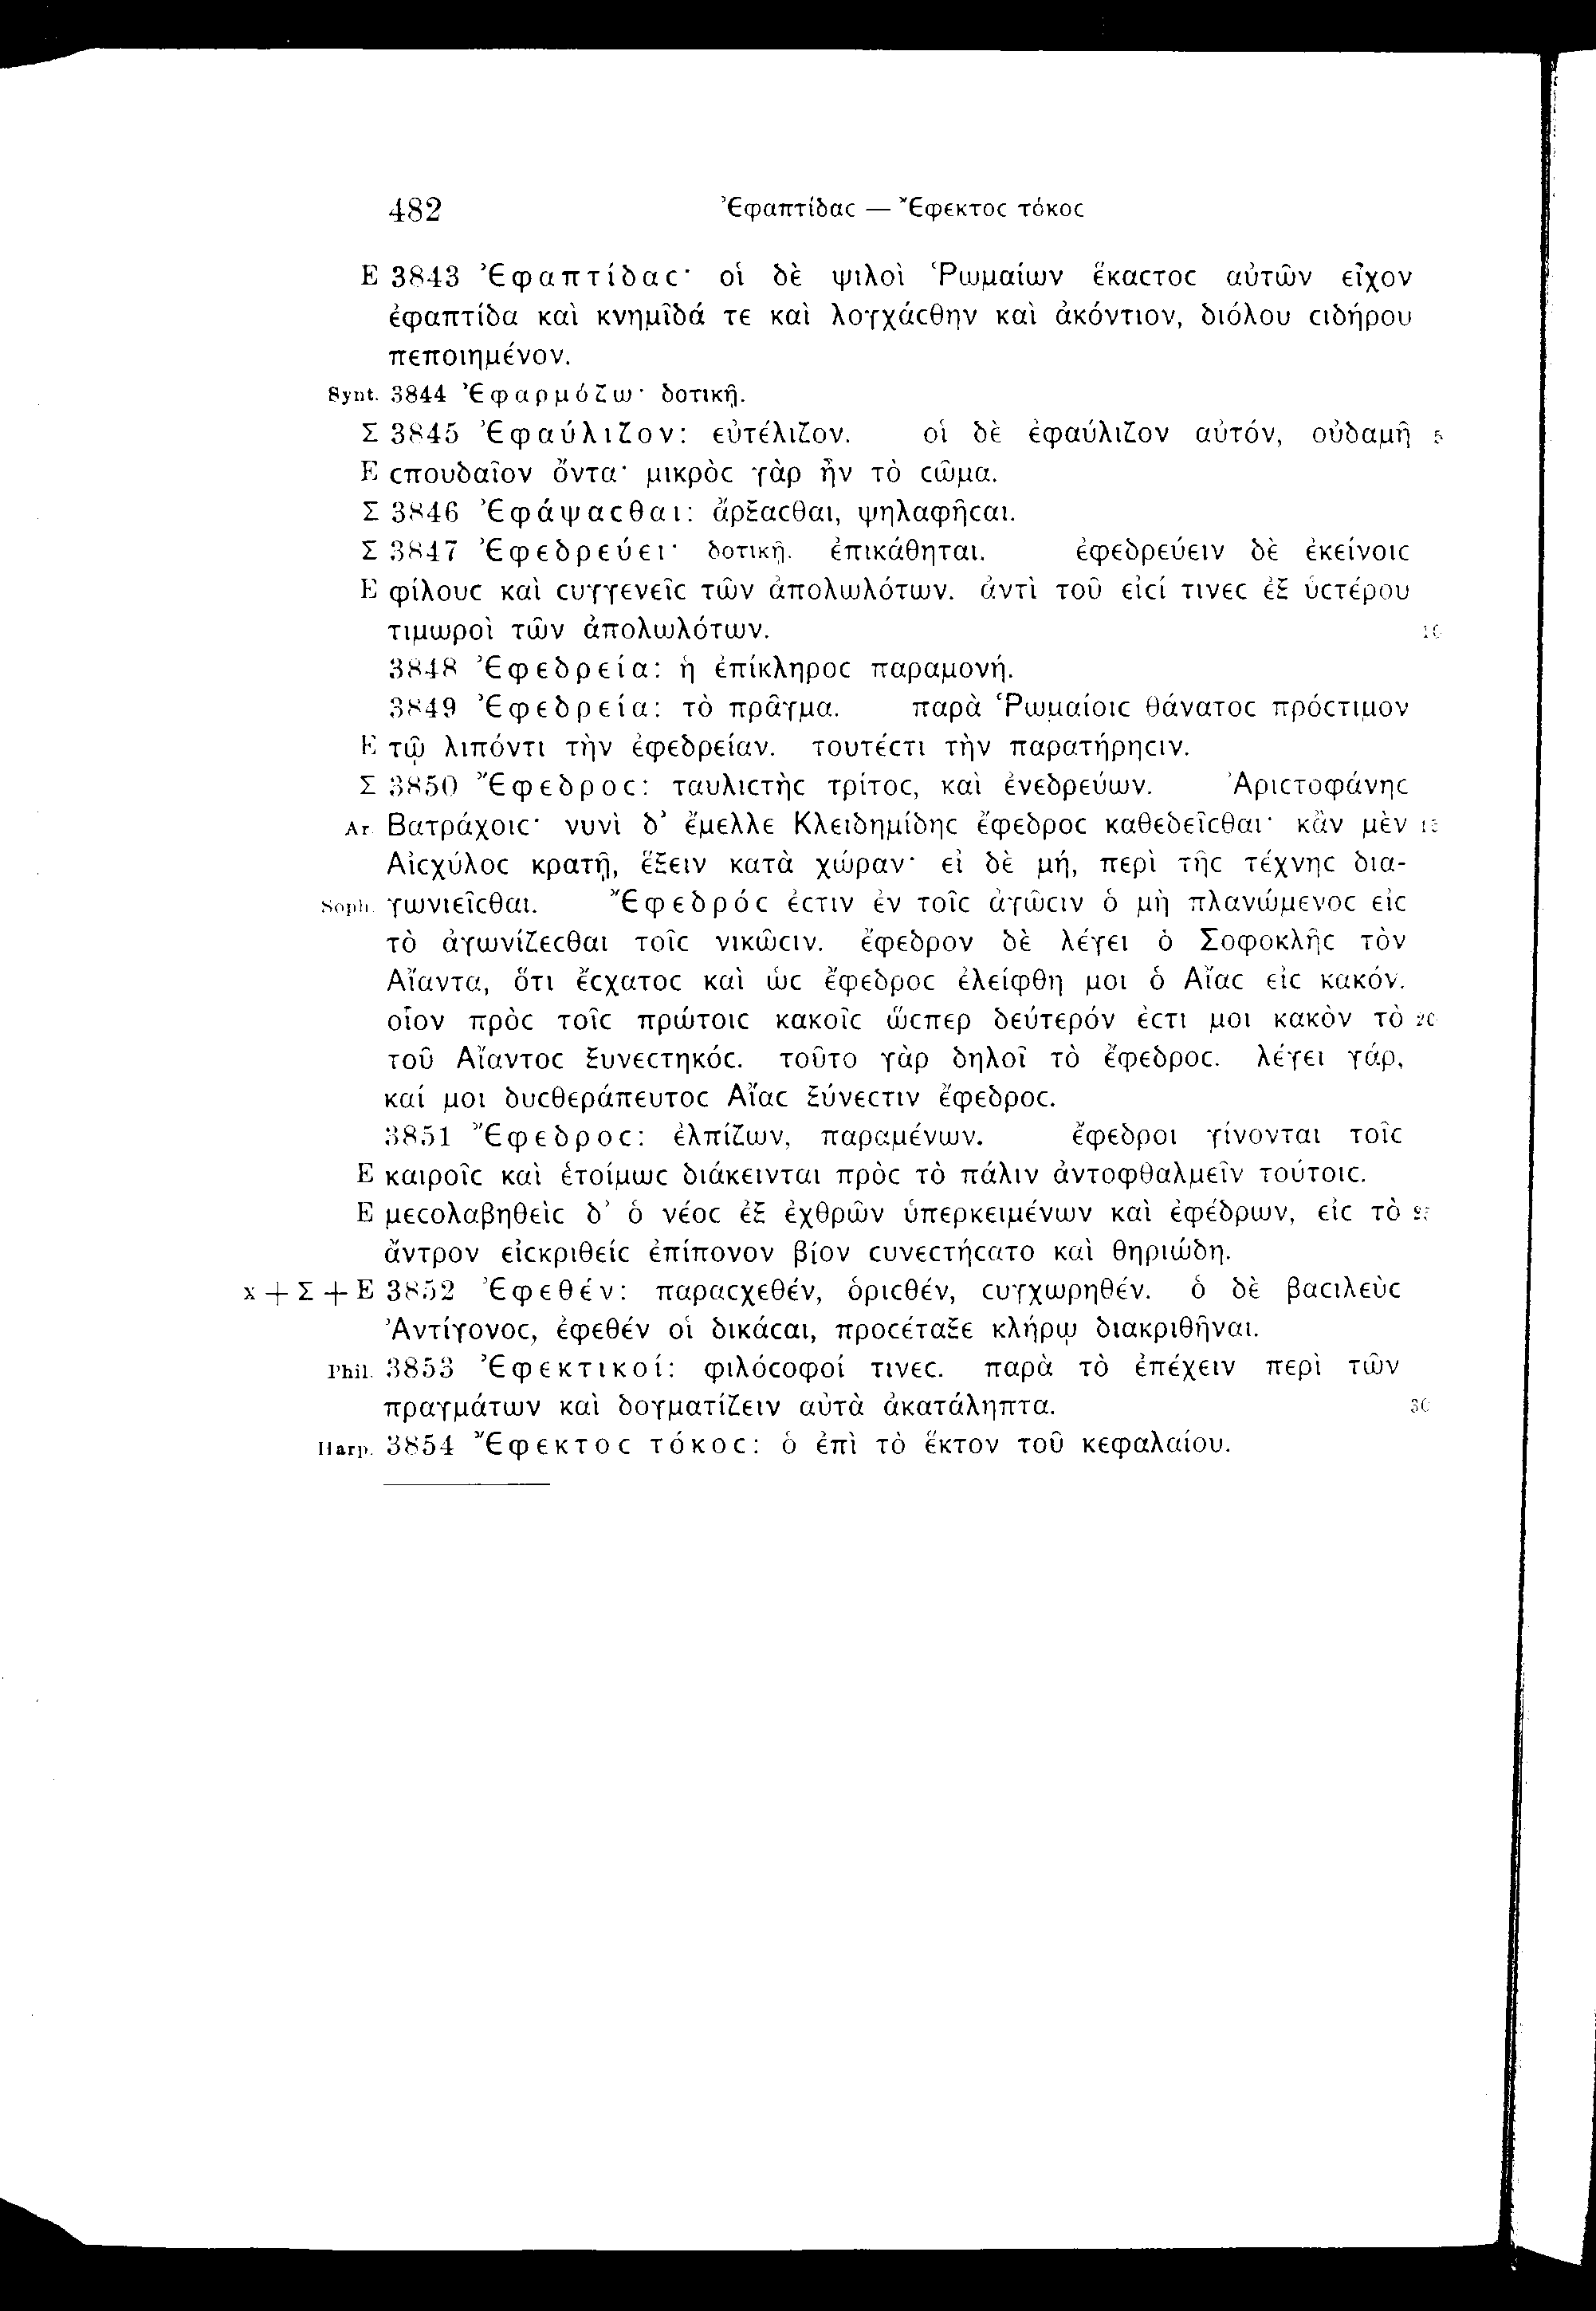 482 Ἐφαπτίδαϲ — Ἔφεκτοϲ τόκοϲ
E 3843 Ἐφαπτίδαϲ· οἱ δὲ ψιλοὶ Ῥωμαίων ἕκαϲτοϲ αὐτῶν εἶχον
ἐφαπτίδα καὶ κνημῖδά τε καὶ λογχάϲθην καὶ ἀκόντιον, διόλου ϲιδήρου
πεποιημένον.
Synt. 3844 Ἐφαρμόζω· δοτικῇ.
Σ 3845 Ἐφαύλιζον: εὐτέλιζον. οἱ δὲ ἐφαύλιζον αὐτόν, οὐδαμῆ 5
E ϲπουδαῖον ὄντα· μικρὸϲ γὰρ ἦν τὸ ϲῶμα.
Σ 3846 Ἐφάψαϲθαι: ἄρξαϲθαι, ψηλαφῆϲαι.
Σ 3847 Ἐφεδρεύει· δοτικῇ. ἐπικάθηται. ἐφεδρεύειν δὲ ἐκείνοιϲ
E φίλουϲ καὶ ϲυγγενεῖϲ τῶν ἀπολωλότων. ἀντὶ τοῦ εἰϲί τινεϲ ἐξ ὑϲτέρου
τιμωροὶ τῶν ἀπολωλότων. 10
3848 Ἐφεδρεία: ἡ ἐπίκληροϲ παραμονή.
3849 Ἐφεδρεία: τὸ πρᾶγμα. παρὰ Ῥωμαίοιϲ θάνατοϲ πρόϲτιμον
E τῷ λιπόντι τὴν ἐφεδρείαν. τουτέϲτι τὴν παρατήρηϲιν.
Σ 3850 Ἔφεδροϲ: ταυλιϲτὴϲ τρίτοϲ, καὶ ἐνεδρεύων. Ἀριϲτοφάνηϲ
Ar. Βατράχοιϲ· νυνὶ δ’ ἔμελλε Κλειδημίδηϲ ἔφεδροϲ καθεδεῖϲθαι· κἂν μὲν 15
Αἰϲχύλοϲ κρατῇ, ἕξειν κατὰ χώραν· εἰ δὲ μή, περὶ τῆϲ τέχνηϲ δια-
Soph. γωνιεῖϲθαι. Ἔφεδρόϲ ἐϲτιν ἐν τοῖϲ ἀγῶϲιν ὁ μὴ πλανώμενοϲ εἰϲ
τὸ ἀγωνίζεϲθαι τοῖϲ νικῶϲιν. ἔφεδρον δὲ λέγει ὁ Σοφοκλῆϲ τὸν
Αἴαντα, ὅτι ἔϲχατοϲ καὶ ὡϲ ἔφεδροϲ ἐλείφθη μοι ὁ Αἴαϲ εἰϲ κακόν.
οἷον πρὸϲ τοῖϲ πρώτοιϲ κακοῖϲ ὥϲπερ δεύτερόν ἐϲτι μοι κακὸν τὸ 20
τοῦ Αἴαντοϲ ξυνεϲτηκόϲ. τοῦτο γὰρ δηλοῖ τὸ ἔφεδροϲ. λέγει γάρ,
καί μοι δυϲθεράπευτοϲ Αἴαϲ ξύνεϲτιν ἔφεδροϲ.
3851 Ἔφεδροϲ: ἐλπίζων, παραμένων. ἔφεδροι γίνονται τοῖϲ
E καιροῖϲ καὶ ἑτοίμωϲ διάκεινται πρὸϲ τὸ πάλιν ἀντοφθαλμεῖν τούτοιϲ.
E μεϲολαβηθεὶϲ δ’ ὁ νέοϲ ἐξ ἐχθρῶν ὑπερκειμένων καὶ ἐφέδρων, εἰϲ τὸ 25
ἄντρον εἰϲκριθείϲ ἐπίπονον βίον ϲυνεϲτήϲατο καὶ θηριώδη.
x + Σ + E 3852 Ἐφεθέν: παραϲχεθέν, ὁριϲθέν, ϲυγχωρηθέν. ὁ δὲ βαϲιλεὺϲ
Ἀντίγονοϲ, ἐφεθέν οἱ δικάϲαι, προϲέταξε κλήρῳ διακριθῆναι.
Phil. 3853 Ἐφεκτικοί: φιλόϲοφοί τινεϲ. παρὰ τὸ ἐπέχειν περὶ τῶν
πραγμάτων καὶ δογματίζειν αὐτὰ ἀκατάληπτα. 30
Harp. 3854 Ἔφεκτοϲ τόκοϲ: ὁ ἐπὶ τὸ ἕκτον τοῦ κεφαλαίου.